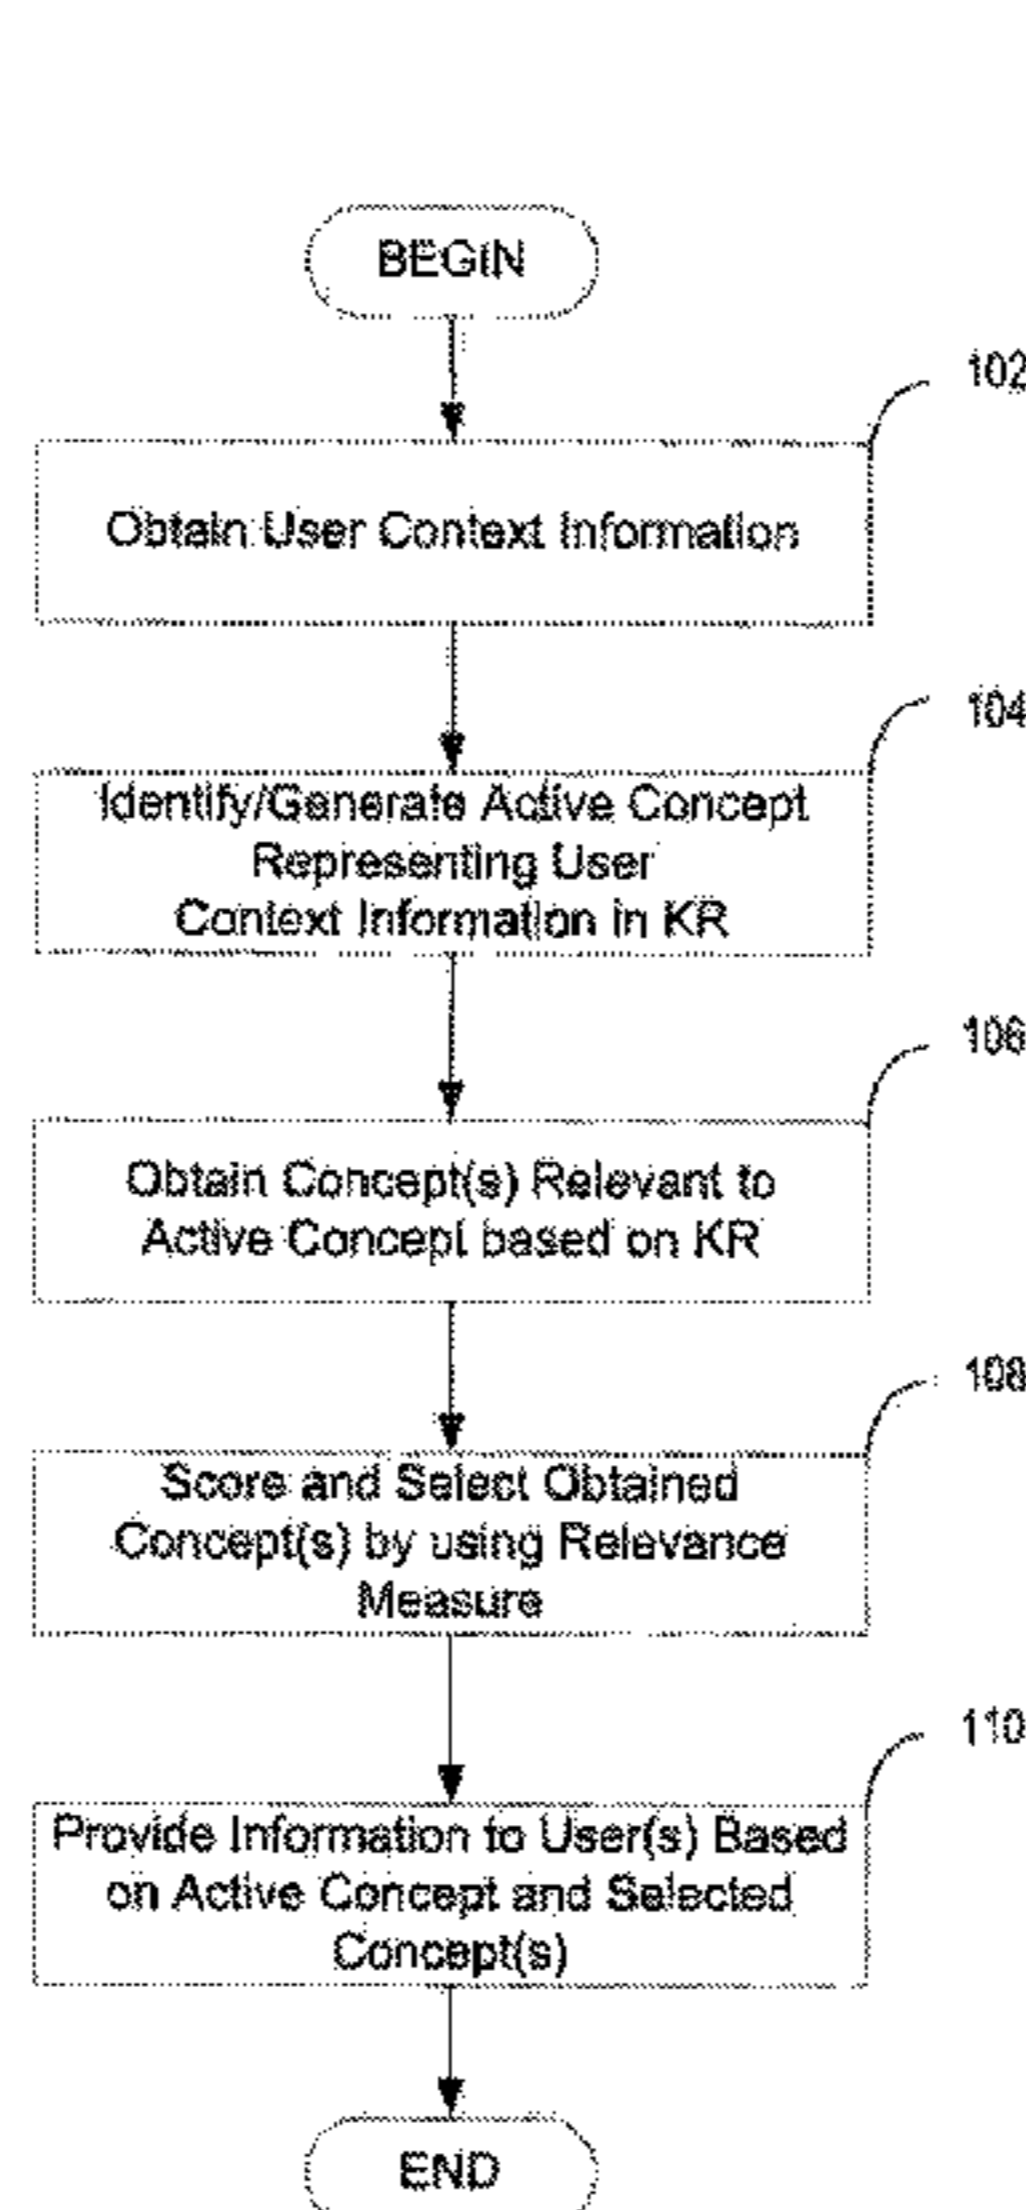 BEGIN
102
Obtain User Context Information
104
Identify/Generate Active Concept
Representing User
Context Information in KR
106
Obtain Concept(s) Relevant to
Active Concept based on KR
108
Score and Select Obtained
Concept(s) by using Relevance
Measure
110
Provide Information to User(s) Based
on Active Concept and Selected
Concept(s)
END